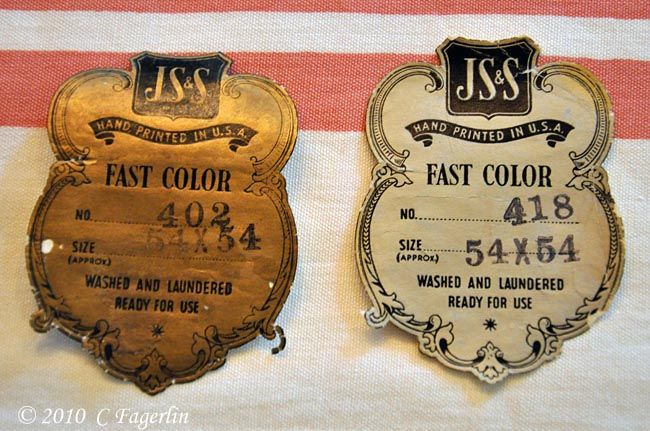 JS&S
HAND PRINTED IN U.S.A.
FAST COLOR
NO. 402
SIZE 54X54
(APPROX)
WASHED AND LAUNDERED
READY FOR USE
JS&S
HAND PRINTED IN U.S.A.
FAST COLOR
NO. 418
SIZE 54X54
(APPROX)
WASHED AND LAUNDERED
READY FOR USE
© 2010 C Fagerlin